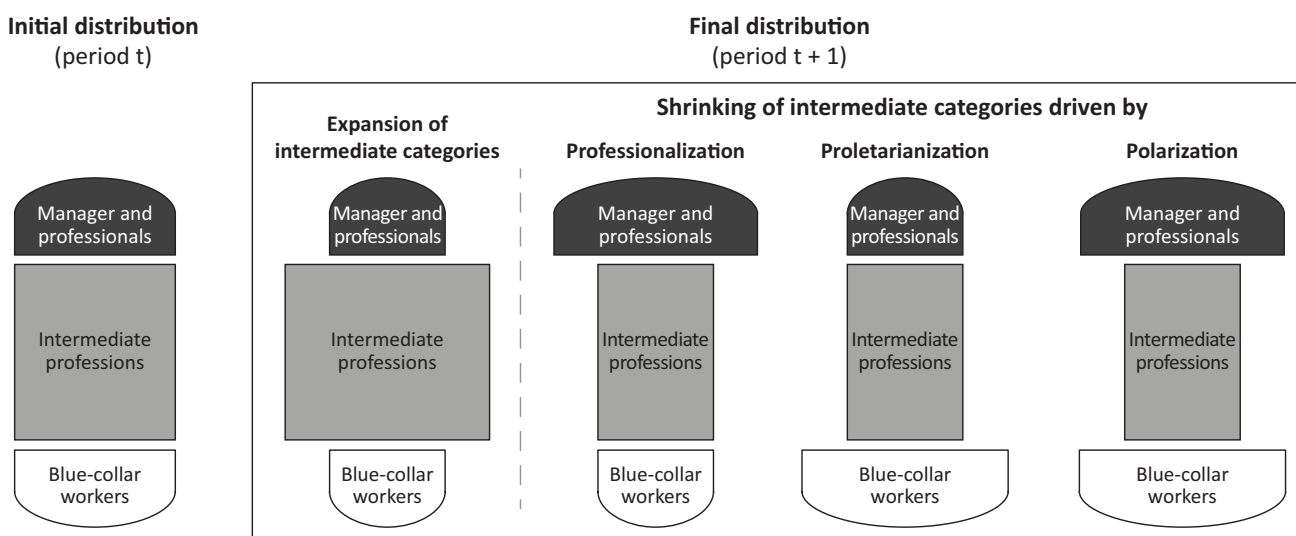 Initial distribution
(period t)
Final distribution
(period t + 1)
Expansion of
intermediate categories
Shrinking of intermediate categories driven by
Professionalization
Proletarianization
Polarization
Manager and
professionals
Manager and
professionals
Manager and
professionals
Manager and
professionals
Manager and
professionals
Intermediate
professions
Intermediate
professions
Intermediate
professions
Intermediate
professions
Intermediate
professions
Blue-collar
workers
Blue-collar
workers
Blue-collar
workers
Blue-collar
workers
Blue-collar
workers